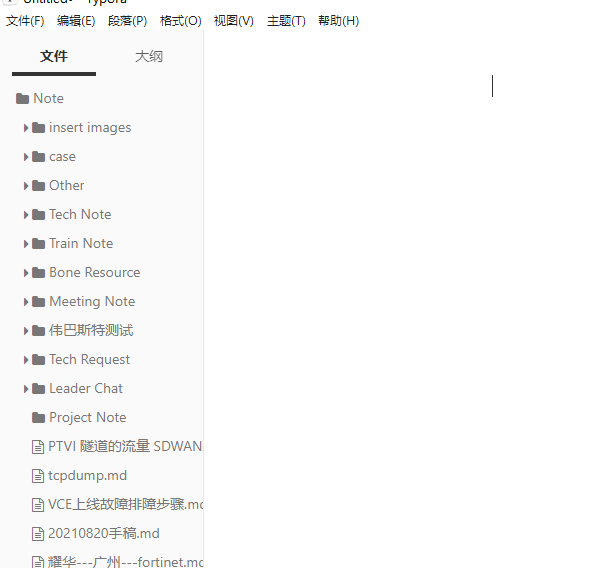 文件(F) 编辑(E) 段落(P) 格式(O) 视图(V) 主题(T) 帮助(H)
文件 大纲
Note
insert images
case
Other
Tech Note
Train Note
Bone Resource
Meeting Note
伟巴斯特测试
Tech Request
Leader Chat
Project Note
PTVI 隧道的流量 SDWAN
tcpdump.md
VCE上线故障排障步骤.md
20210820手稿.md
耀华---广州---fortinet.md